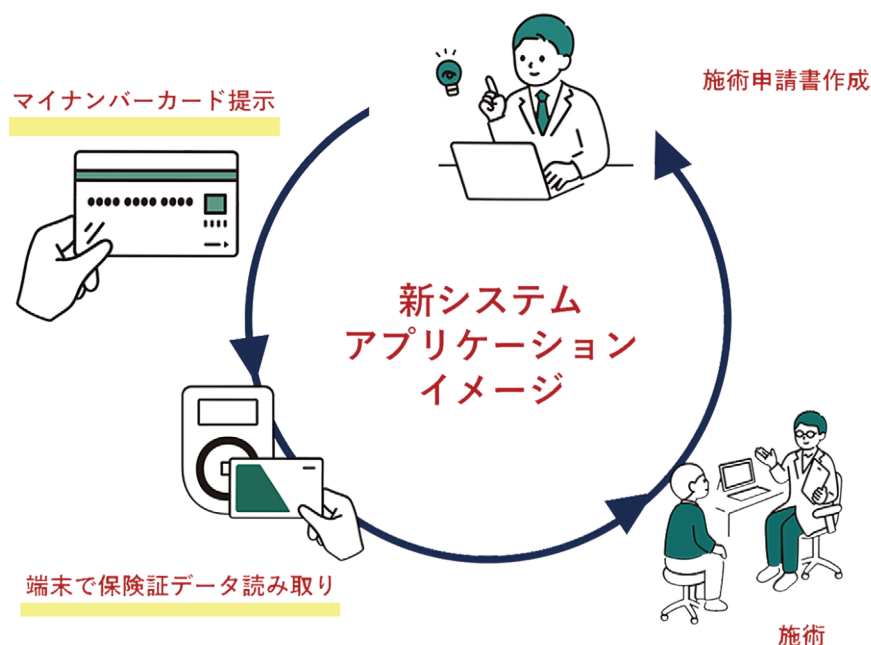 施術申請書作成
マイナンバーカード提示
新システム
アプリケーション
イメージ
端末で保険証データ読み取り
施術